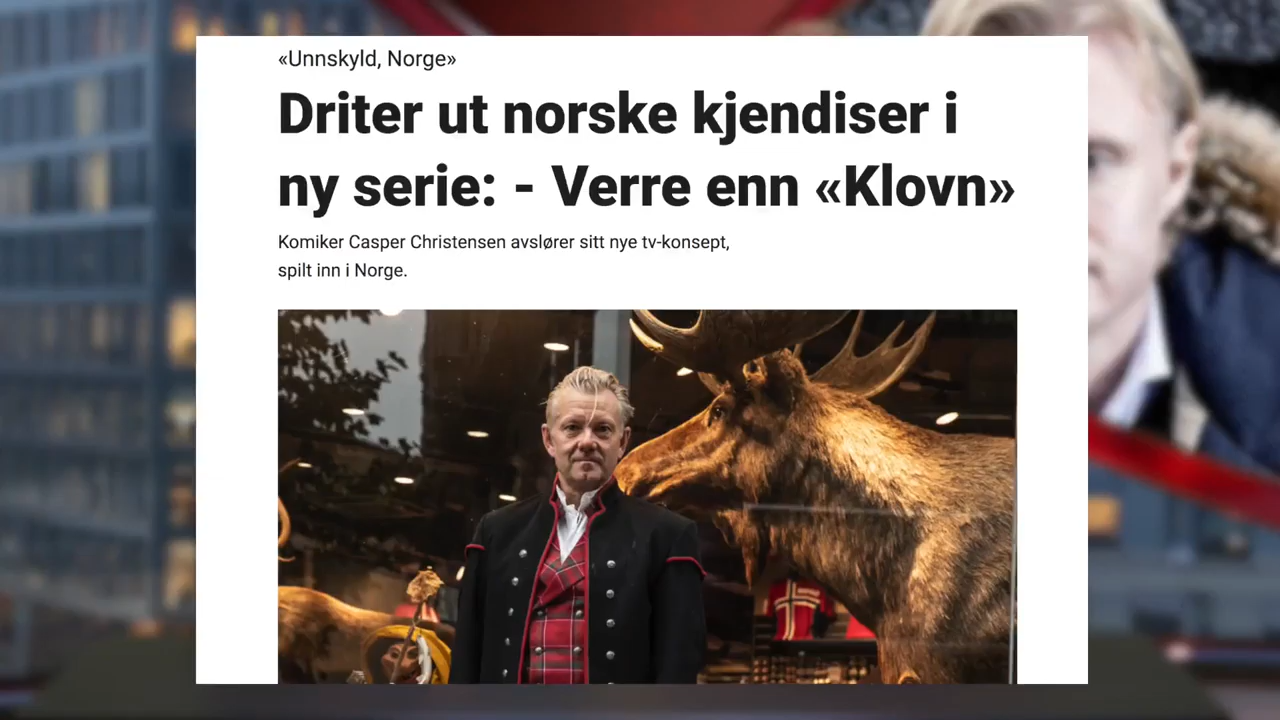 «Unnskyld, Norge»
Driter ut norske kjendiser i
ny serie: - Verre enn «Klovn»
Komiker Casper Christensen avslører sitt nye tv-konsept,
spilt inn i Norge.